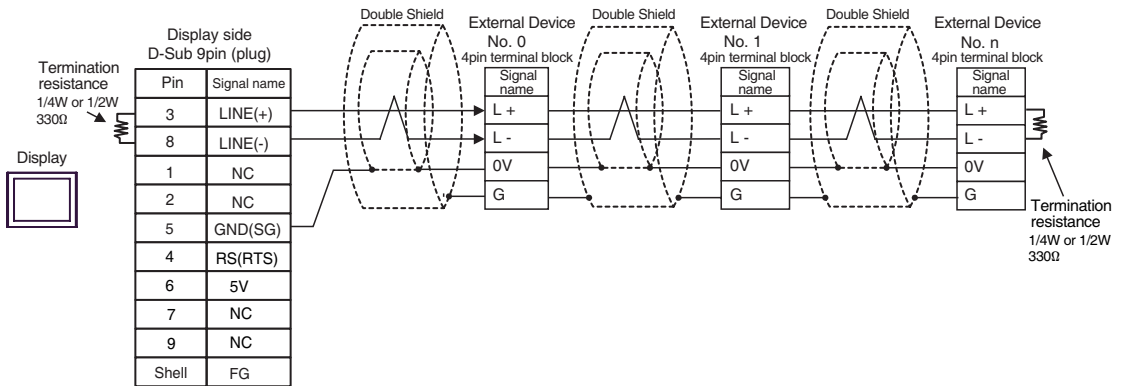 Double Shield
Double Shield
Double Shield
Display side
D-Sub 9pin (plug)
External Device
No. 0
4pin terminal block
External Device
No. 1
4pin terminal block
External Device
No. n
4pin terminal block
Termination
resistance
1/4W or 1/2W
330Ω
Display
Pin Signal name
3 LINE(+)
8 LINE(-)
1 NC
2 NC
5 GND(SG)
4 RS(RTS)
6 5V
7 NC
9 NC
Shell FG
Signal
name
L +
L -
0V
G
Signal
name
L +
L -
0V
G
Signal
name
L +
L -
0V
G
Termination
resistance
1/4W or 1/2W
330Ω